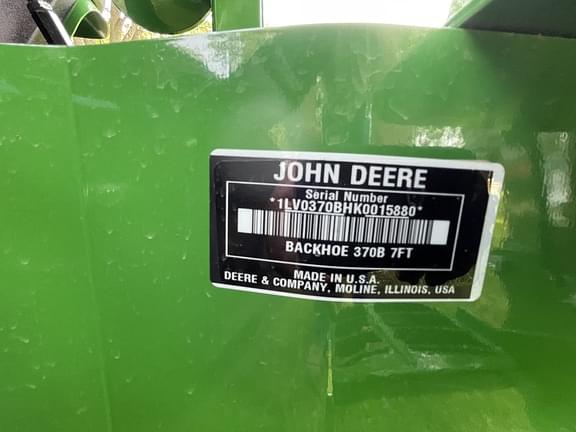 JOHN DEERE
Serial Number
*1LV0370BHK0015880*
BACKHOE 370B 7FT
MADE IN U.S.A.
DEERE & COMPANY, MOLINE, ILLINOIS, USA